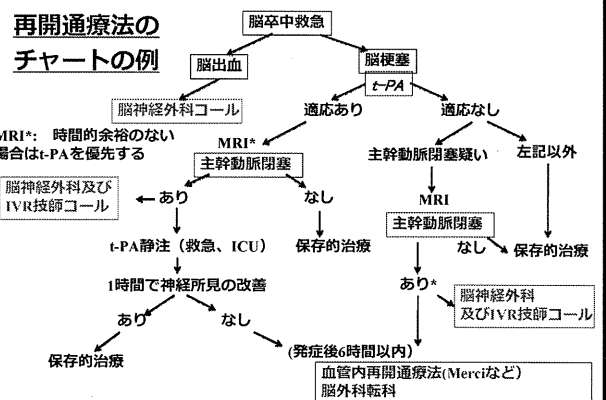 再開通療法の
チャートの例
脳卒中救急
脳出血
脳梗塞
t-PA
脳神経外科コール
適応あり
適応なし
MRI*: 時間的余裕のない
場合はt-PAを優先する
MRI*
主幹動脈閉塞
主幹動脈閉塞疑い
左記以外
脳神経外科及び
IVR技師コール
あり
なし
MRI
主幹動脈閉塞
t-PA静注（救急、ICU）
保存的治療
なし
保存的治療
1時間で神経所見の改善
あり*
脳神経外科
及びIVR技師コール
あり
なし
保存的治療
(発症後6時間以内)
血管内再開通療法(Merciなど）
脳外科転科